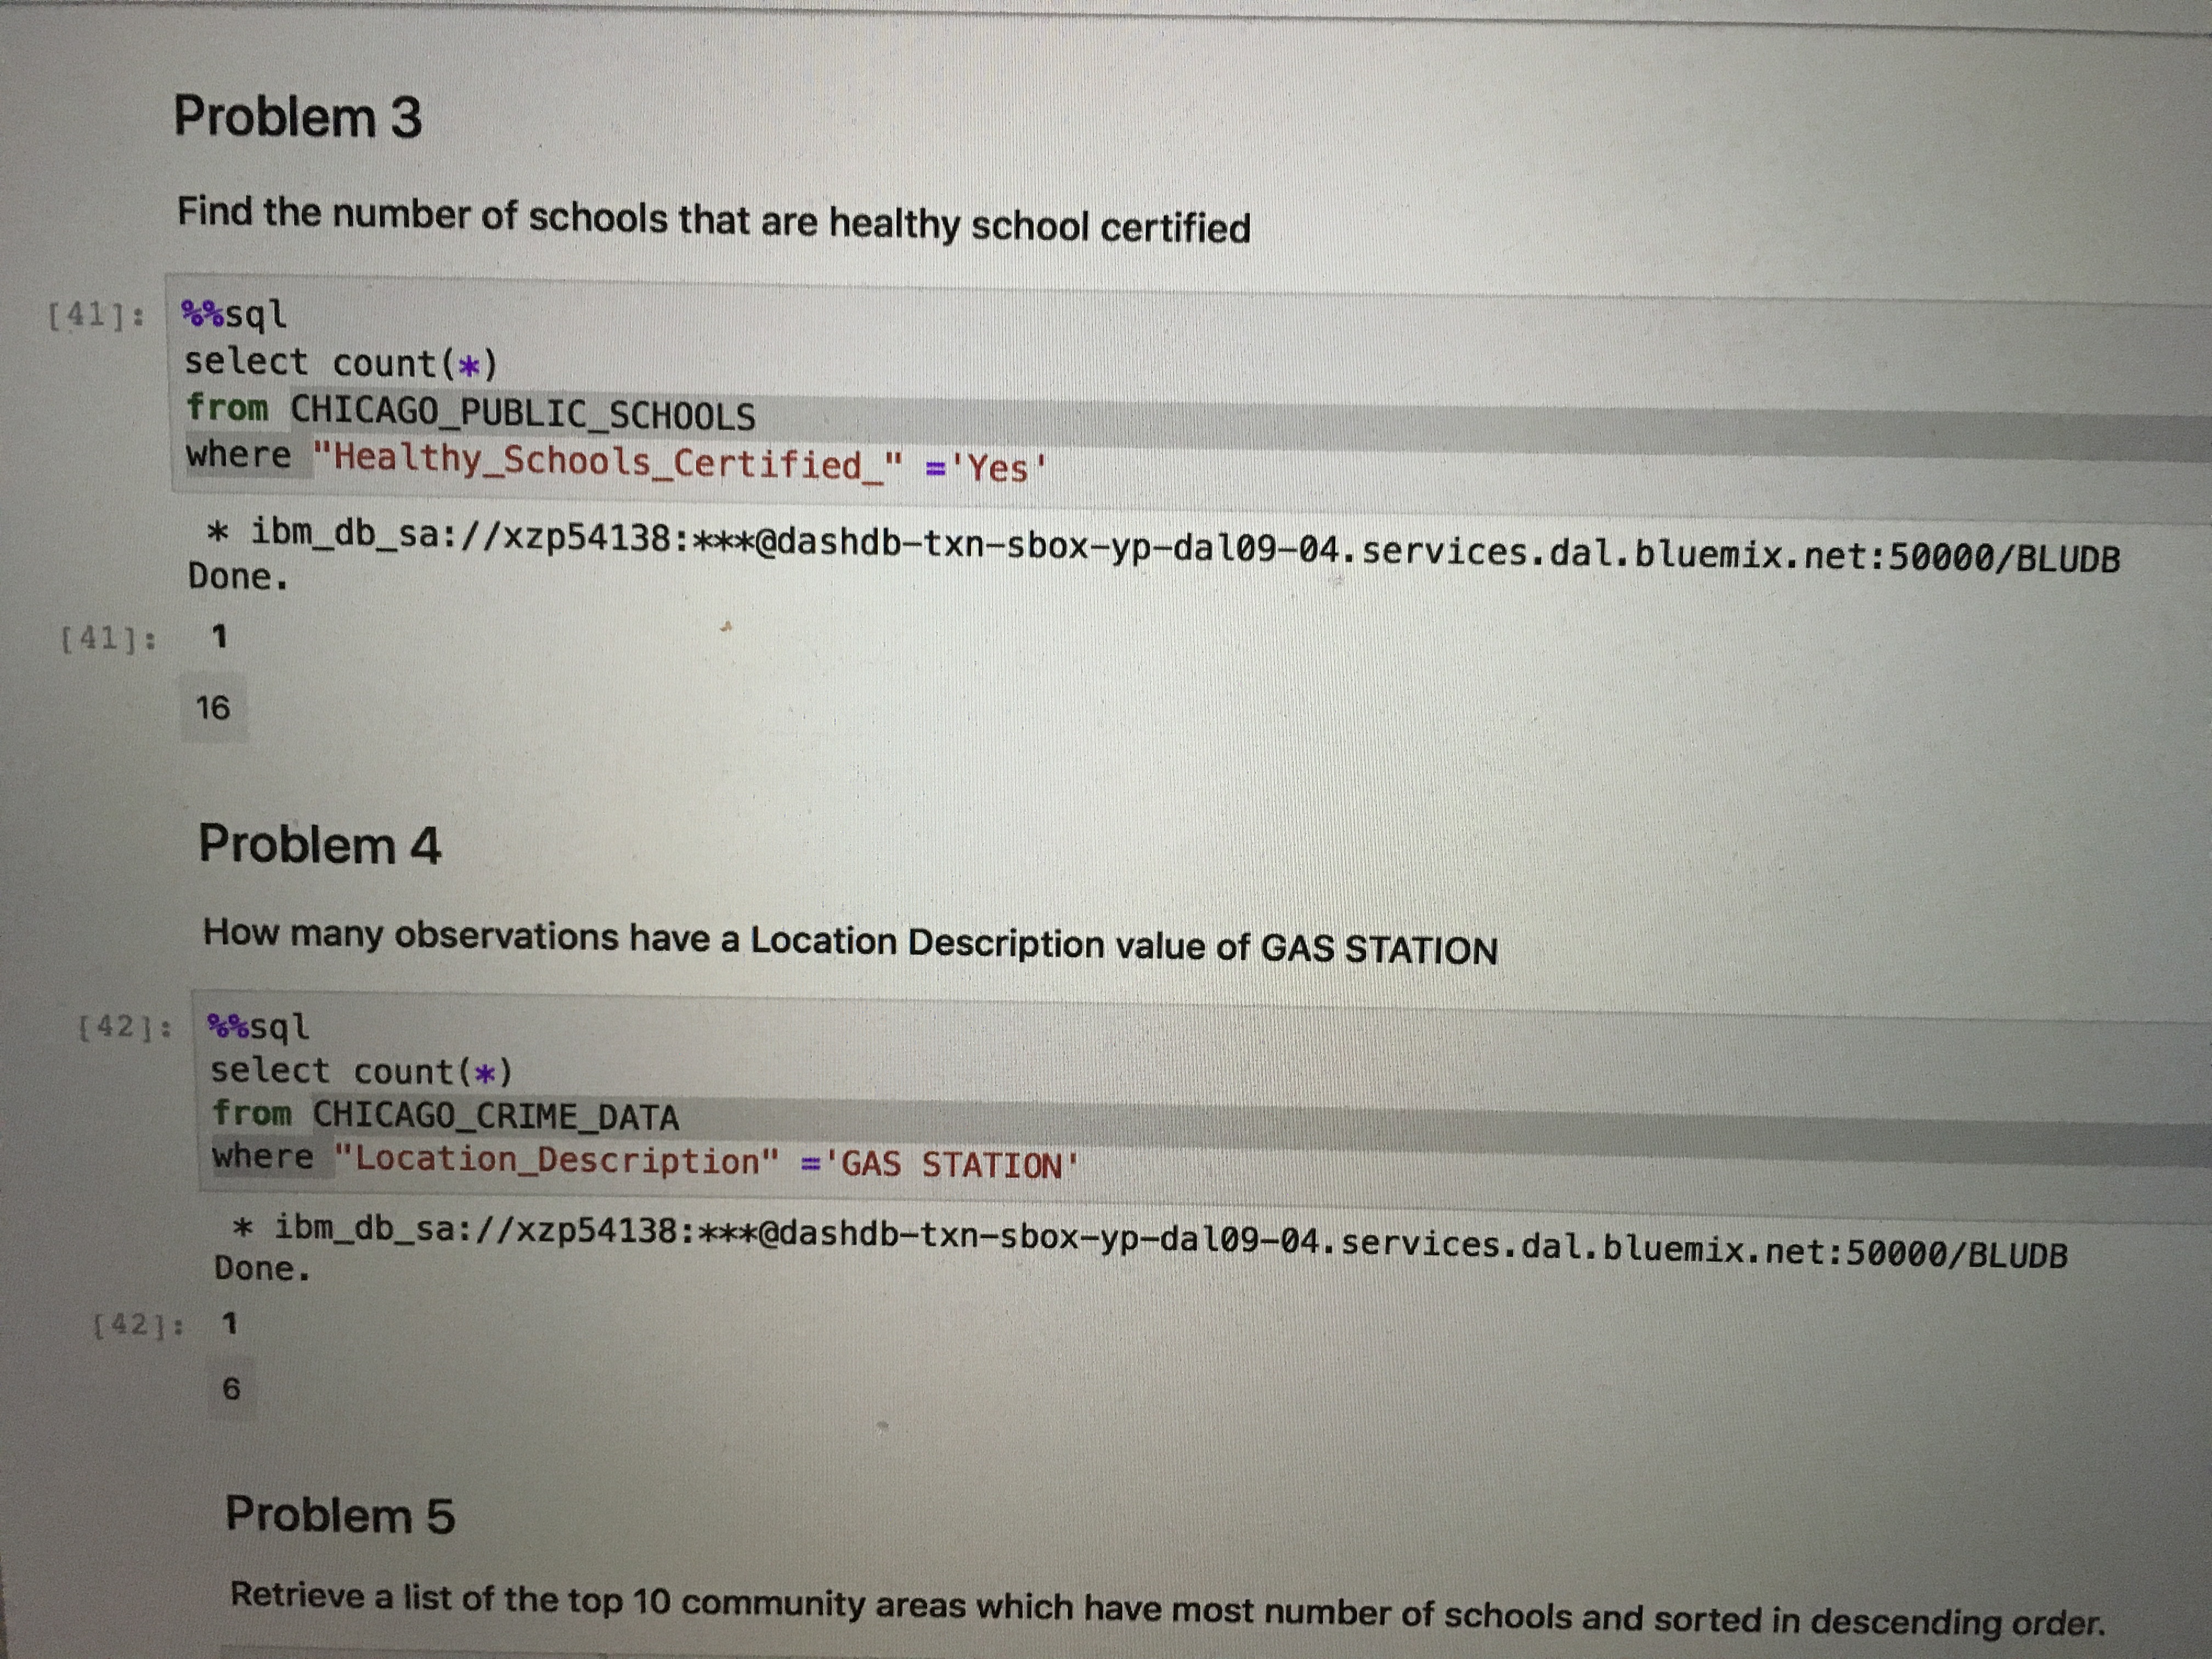 Problem 3
Find the number of schools that are healthy school certified
[41]: %%sql
select count(*)
from CHICAGO_PUBLIC_SCHOOLS
where "Healthy_Schools_Certified_" ='Yes'
* ibm_db_sa://xzp54138:***@dashdb-txn-sbox-yp-dal09-04.services.dal.bluemix.net:50000/BLUDB
Done.
[41]: 1
16
Problem 4
How many observations have a Location Description value of GAS STATION
[42]: %%sql
select count(*)
from CHICAGO_CRIME_DATA
where "Location_Description" ='GAS STATION'
* ibm_db_sa://xzp54138:***@dashdb-txn-sbox-yp-dal09-04.services.dal.bluemix.net:50000/BLUDB
Done.
[42]: 1
6
Problem 5
Retrieve a list of the top 10 community areas which have most number of schools and sorted in descending order.